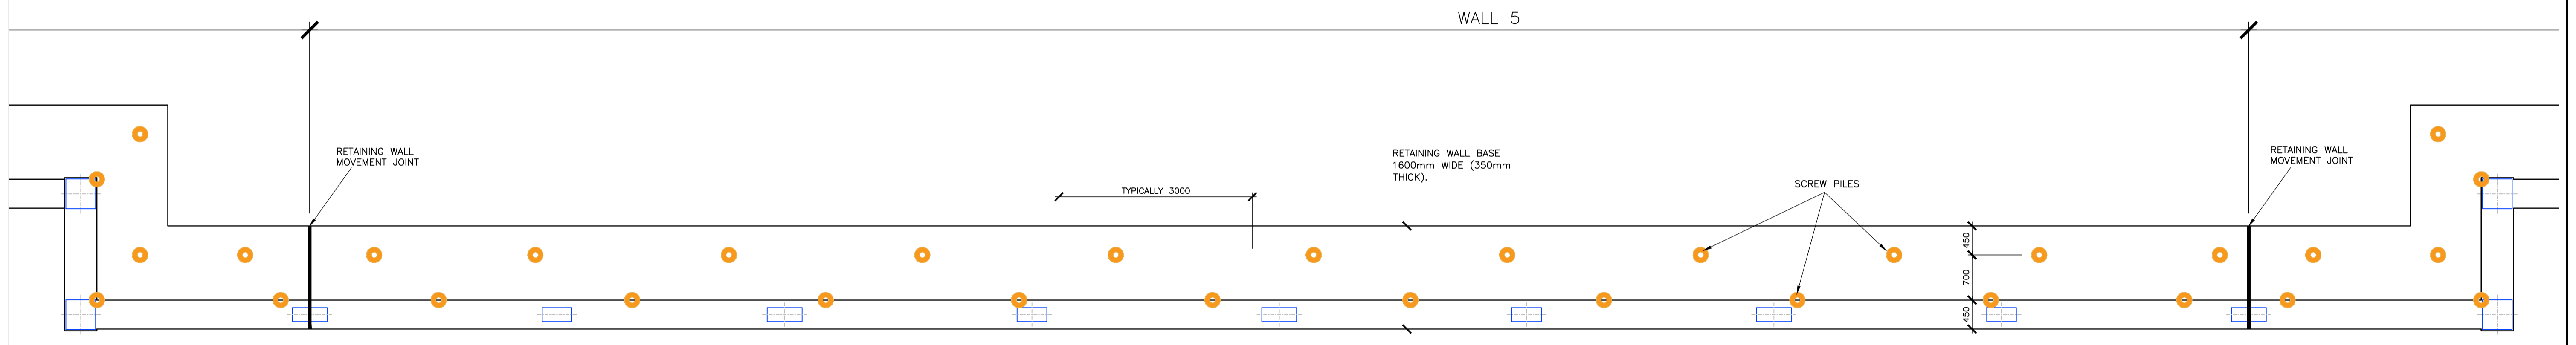 WALL 5
RETAINING WALL
MOVEMENT JOINT
TYPICALLY 3000
RETAINING WALL BASE
1600mm WIDE (350mm
THICK).
SCREW PILES
450
700
450
RETAINING WALL
MOVEMENT JOINT